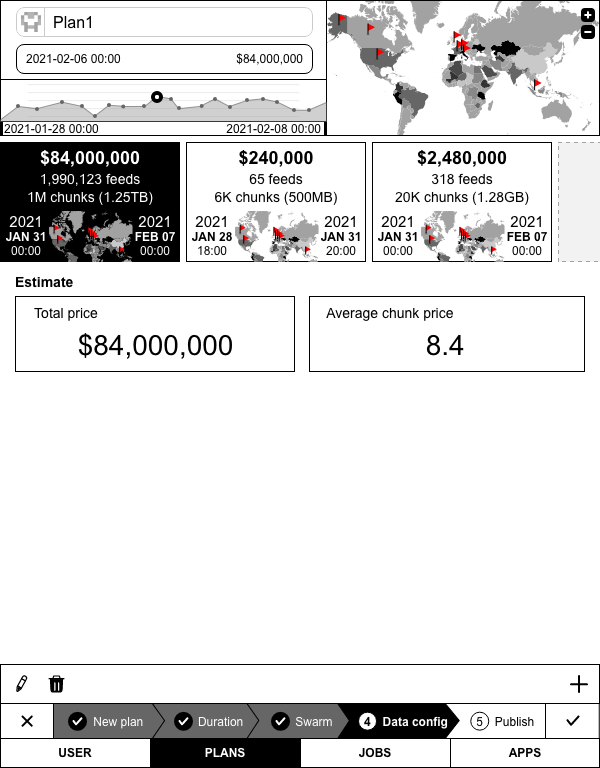 Plan1
2021-02-06 00:00 $84,000,000
2021-01-28 00:00 2021-02-08 00:00
$84,000,000
1,990,123 feeds
1M chunks (1.25TB)
2021 2021
JAN 31 FEB 07
00:00 00:00
$240,000
65 feeds
6K chunks (500MB)
2021 2021
JAN 28 JAN 31
18:00 20:00
$2,480,000
318 feeds
20K chunks (1.28GB)
2021 2021
JAN 31 FEB 07
00:00 00:00
Estimate
Total price
$84,000,000
Average chunk price
8.4
New plan Duration Swarm 4 Data config 5 Publish
USER PLANS JOBS APPS